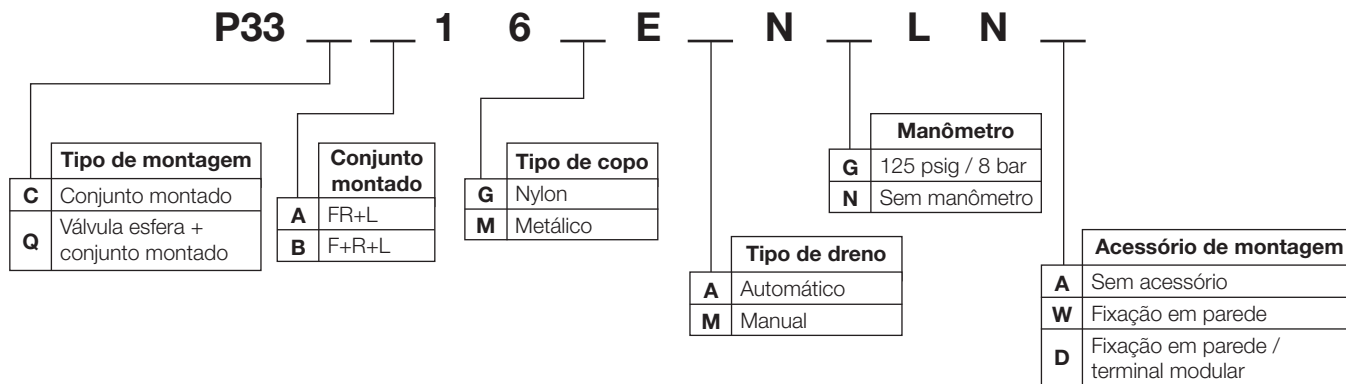 P33 __ __ 1 6 __ E __ N __ L N __
Tipo de montagem
C Conjunto montado
Q Válvula esfera +
conjunto montado
Conjunto
montado
A FR+L
B F+R+L
Tipo de copo
G Nylon
M Metálico
Tipo de dreno
A Automático
M Manual
Manômetro
G 125 psig / 8 bar
N Sem manômetro
Acessório de montagem
A Sem acessório
W Fixação em parede
D Fixação em parede /
terminal modular